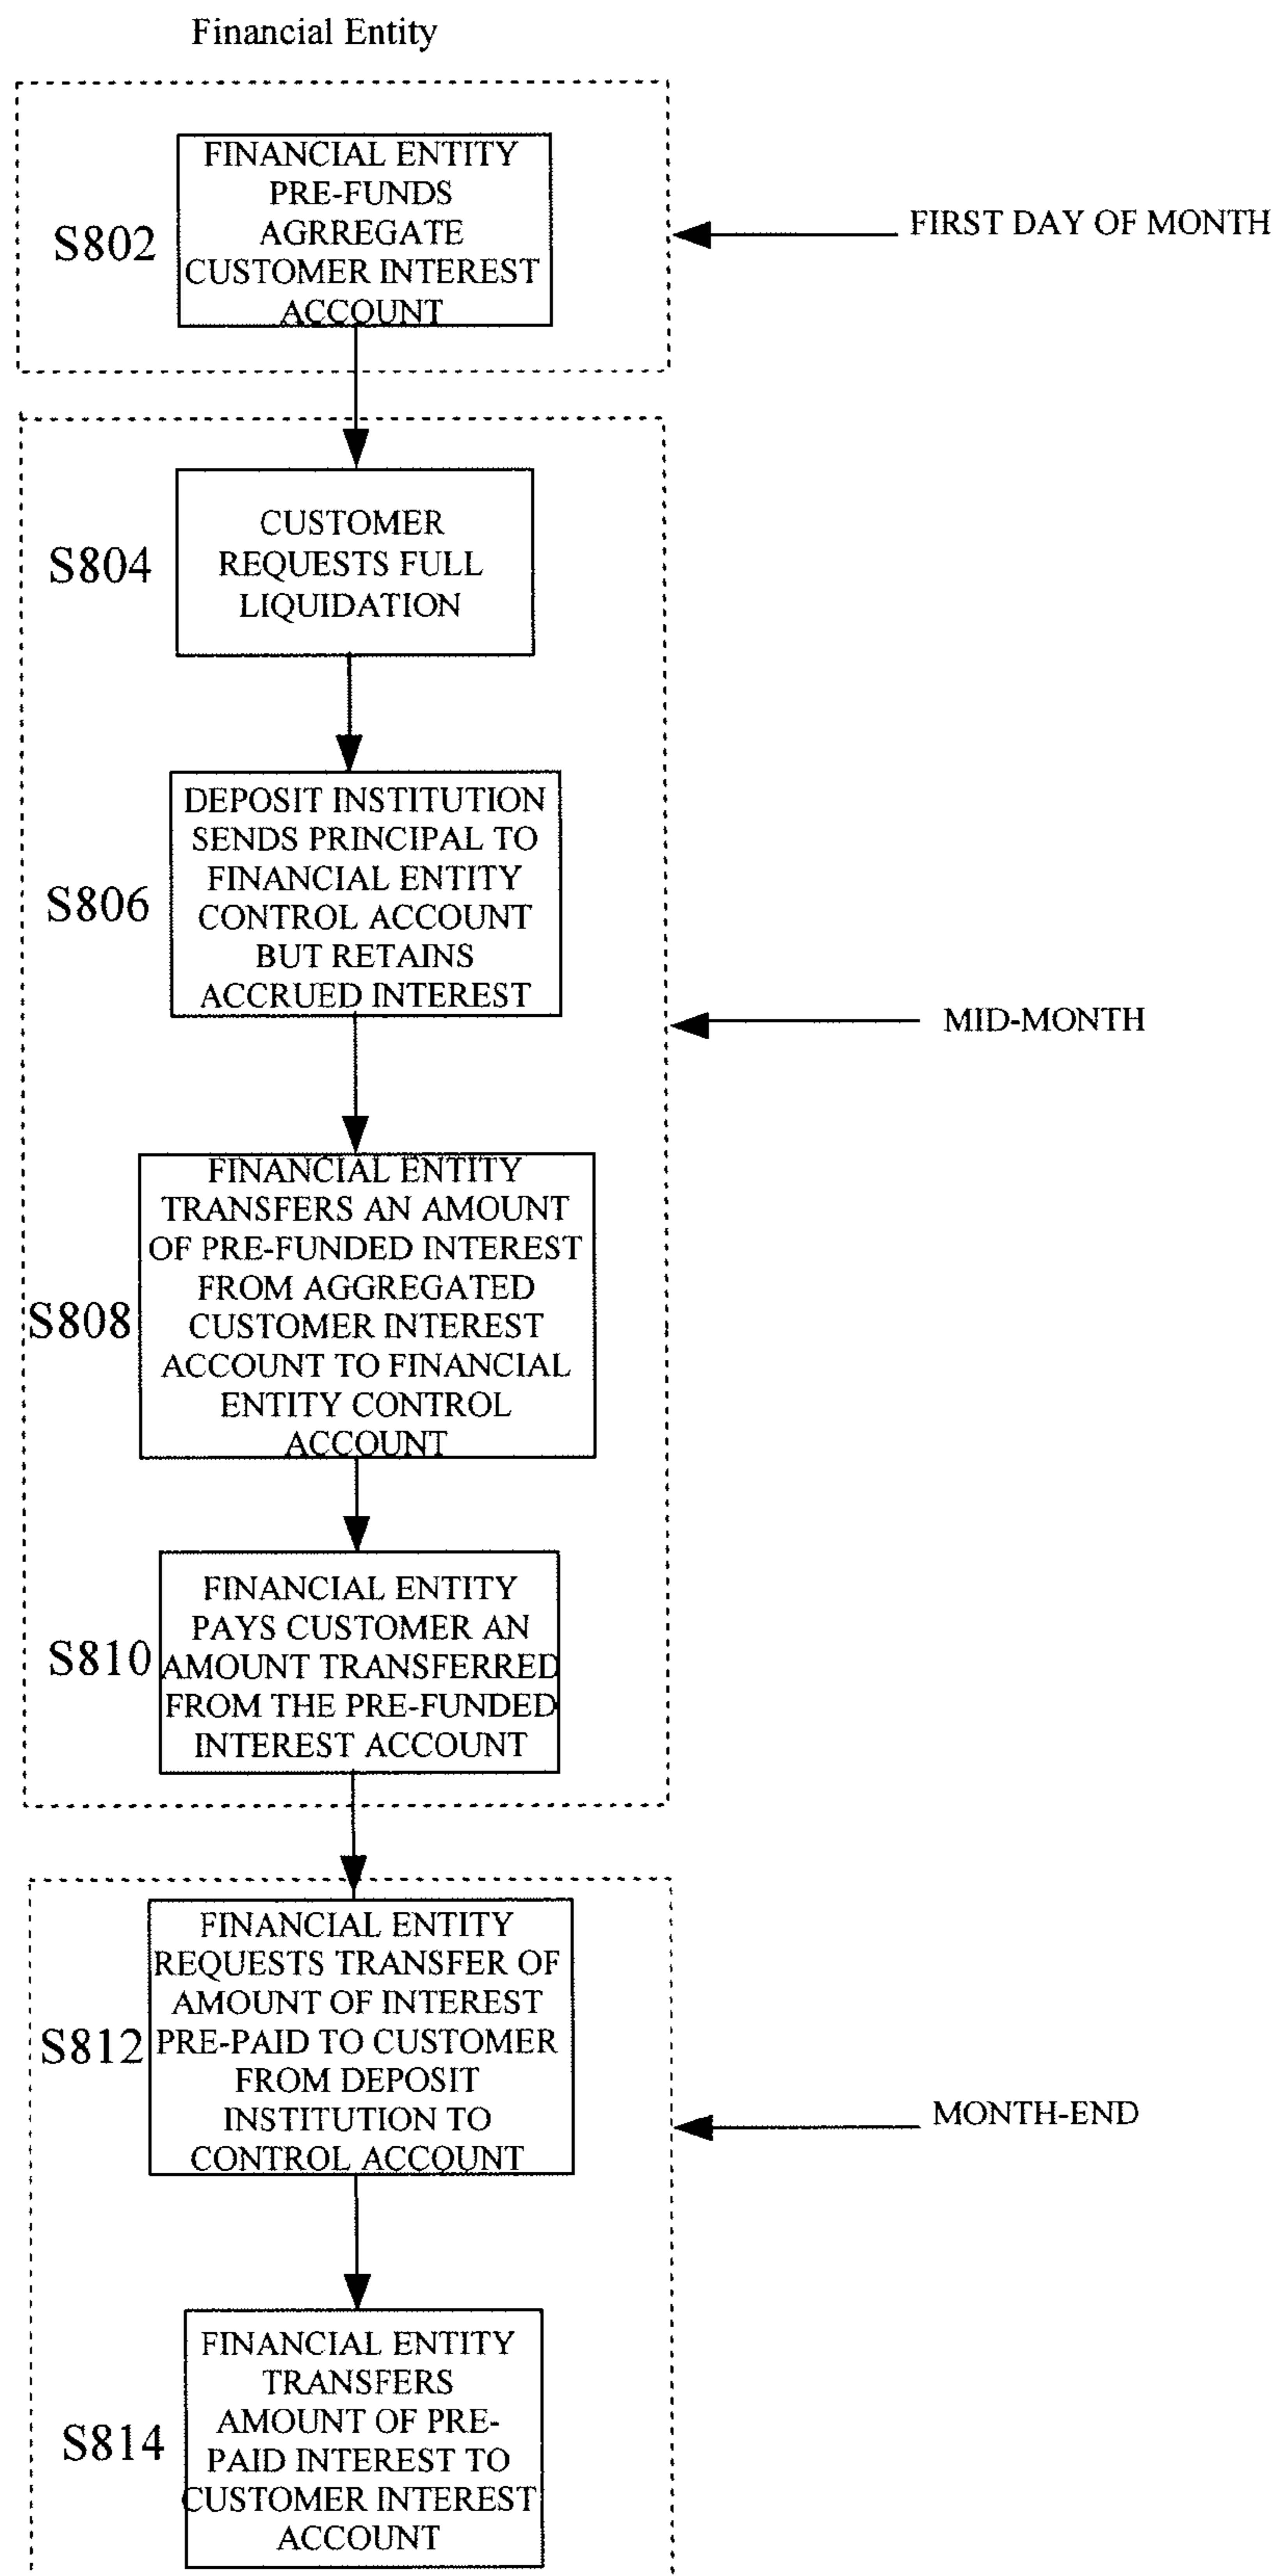 Financial Entity
S802
FINANCIAL ENTITY
PRE-FUNDS
AGRREGATE
CUSTOMER INTEREST
ACCOUNT
FIRST DAY OF MONTH
S804
CUSTOMER
REQUESTS FULL
LIQUIDATION
S806
DEPOSIT INSTITUTION
SENDS PRINCIPAL TO
FINANCIAL ENTITY
CONTROL ACCOUNT
BUT RETAINS
ACCRUED INTEREST
MID-MONTH
S808
FINANCIAL ENTITY
TRANSFERS AN AMOUNT
OF PRE-FUNDED INTEREST
FROM AGGREGATED
CUSTOMER INTEREST
ACCOUNT TO FINANCIAL
ENTITY CONTROL
ACCOUNT
S810
FINANCIAL ENTITY
PAYS CUSTOMER AN
AMOUNT TRANSFERRED
FROM THE PRE-FUNDED
INTEREST ACCOUNT
S812
FINANCIAL ENTITY
REQUESTS TRANSFER OF
AMOUNT OF INTEREST
PRE-PAID TO CUSTOMER
FROM DEPOSIT
INSTITUTION TO
CONTROL ACCOUNT
MONTH-END
S814
FINANCIAL ENTITY
TRANSFERS
AMOUNT OF PRE-
PAID INTEREST TO
CUSTOMER INTEREST
ACCOUNT